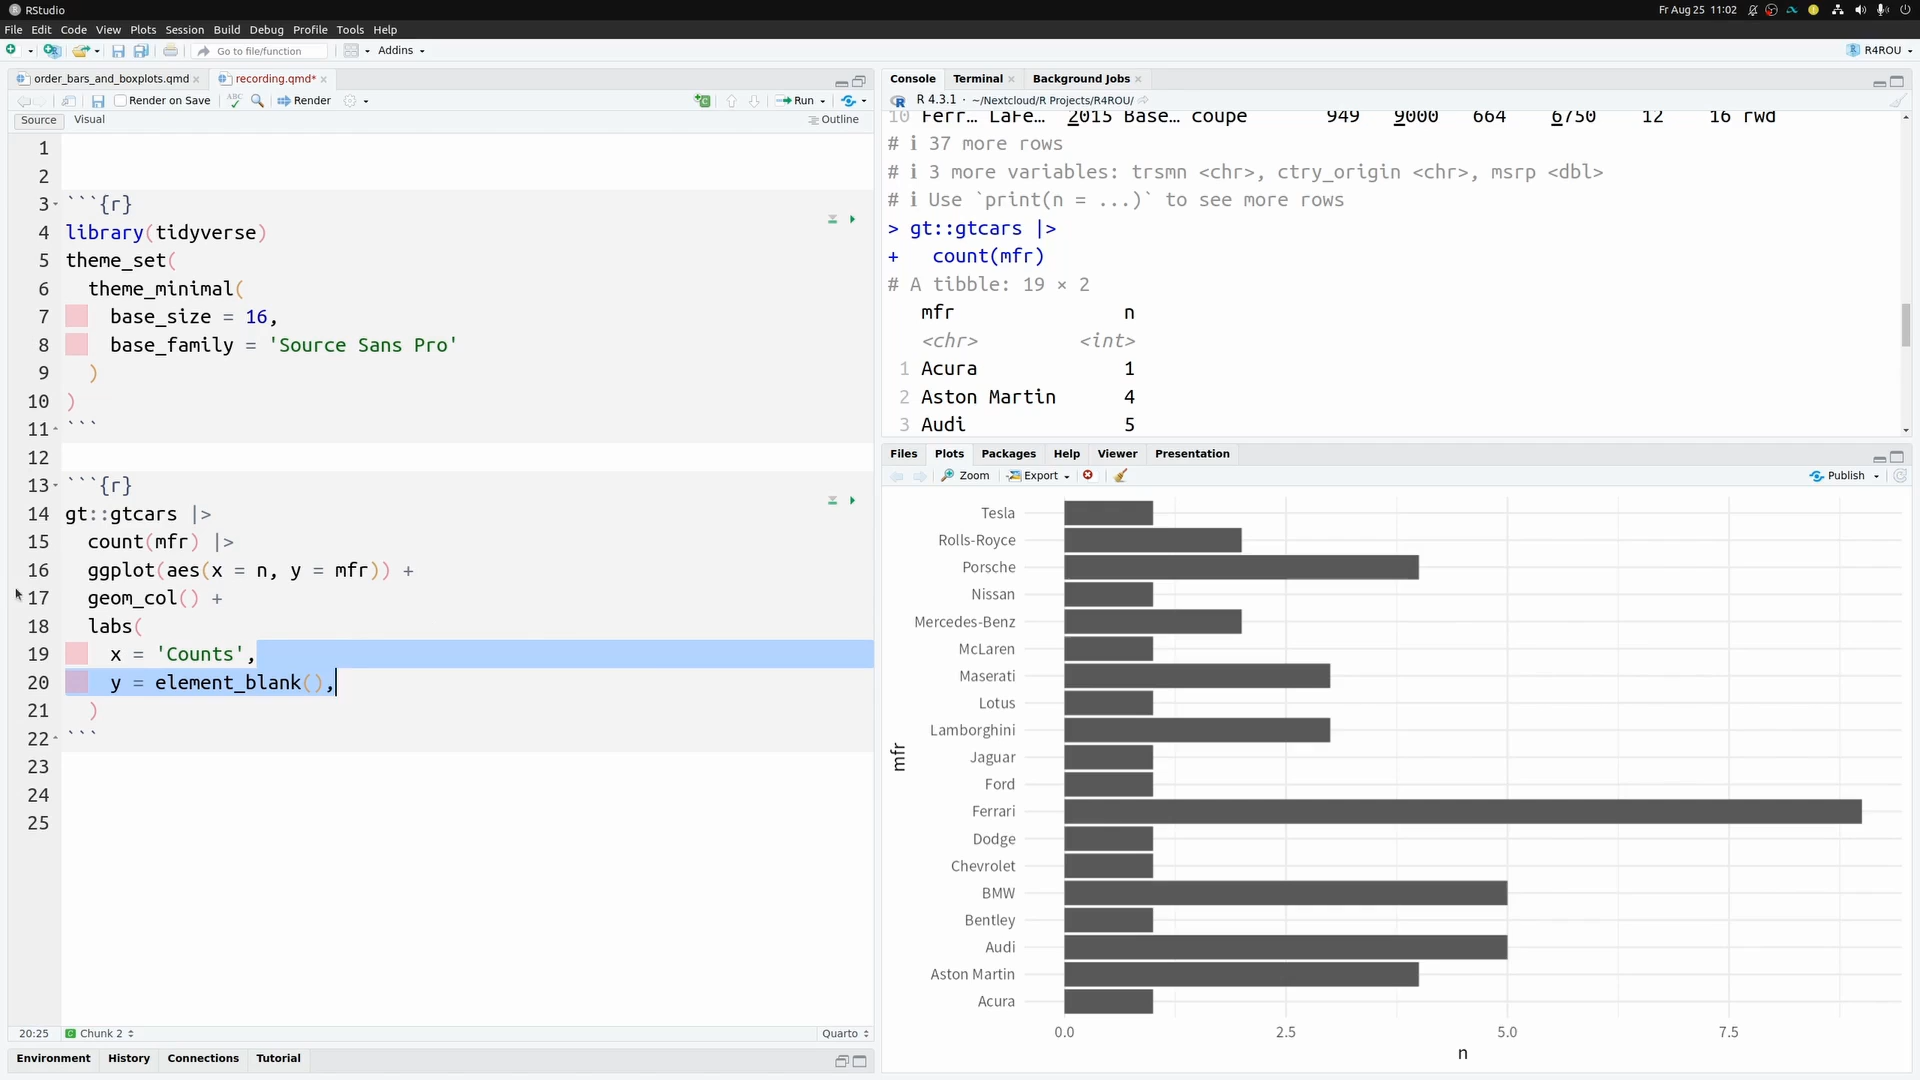 RStudio
Fr Aug 25 11:02
File Edit Code View Plots Session Build Debug Profile Tools Help
Go to file/function
Addins
R4ROU
order_bars_and_boxplots.qmd
recording.qmd*
Render on Save
ABC
Render
Run
Source
Visual
Outline
1
2
3 ```{r}
4 library(tidyverse)
5 theme_set(
6 theme_minimal(
7 base_size = 16,
8 base_family = 'Source Sans Pro'
9 )
10 )
11 ```
12
13 ```{r}
14 gt::gtcars |>
15 count(mfr) |>
16 ggplot(aes(x = n, y = mfr)) +
17 geom_col() +
18 labs(
19 x = 'Counts',
20 y = element_blank(),
21 )
22 ```
23
24
25
20:25
Chunk 2
Quarto
Environment History Connections Tutorial
Console Terminal Background Jobs
R 4.3.1 · ~/Nextcloud/R Projects/R4ROU/
10 Ferr… LaFe… 2015 Base… coupe 949 9000 664 6750 12 16 rwd
# ℹ 37 more rows
# ℹ 3 more variables: trsmn <chr>, ctry_origin <chr>, msrp <dbl>
# ℹ Use `print(n = ...)` to see more rows
> gt::gtcars |>
+ count(mfr)
# A tibble: 19 × 2
mfr n
<chr> <int>
1 Acura 1
2 Aston Martin 4
3 Audi 5
Files Plots Packages Help Viewer Presentation
Zoom
Export
Publish
Tesla
Rolls-Royce
Porsche
Nissan
Mercedes-Benz
McLaren
Maserati
Lotus
Lamborghini
Jaguar
Ford
Ferrari
Dodge
Chevrolet
BMW
Bentley
Audi
Aston Martin
Acura
mfr
0.0 2.5 5.0 7.5
n